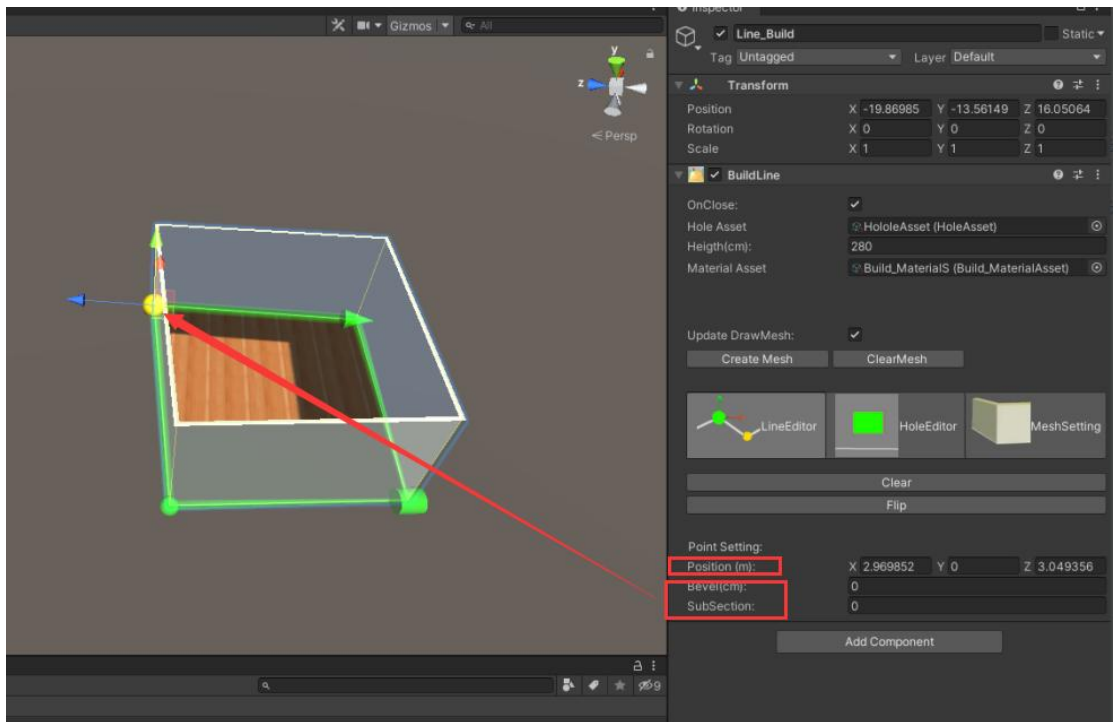 Gizmos
All
y
z
Persp
9
Inspector
Line_Build
Static
Tag Untagged Layer Default
Transform
Position X -19.86985 Y -13.56149 Z 16.05064
Rotation X 0 Y 0 Z 0
Scale X 1 Y 1 Z 1
BuildLine
OnClose:
Hole Asset HololeAsset (HoleAsset)
Heigth(cm): 280
Material Asset Build_MaterialS (Build_MaterialAsset)
Update DrawMesh:
Create Mesh ClearMesh
LineEditor HoleEditor MeshSetting
Clear
Flip
Point Setting:
Position (m): X 2.969852 Y 0 Z 3.049356
Bevel(cm): 0
SubSection: 0
Add Component